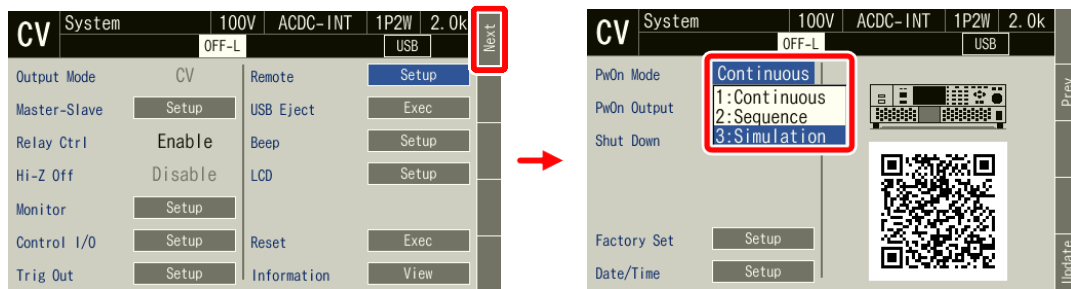 CV System 100V ACDC-INT 1P2W 2.0k
OFF-L USB
Next
Output Mode CV Remote Setup
Master-Slave Setup USB Eject Exec
Relay Ctrl Enable Beep Setup
Hi-Z Off Disable LCD Setup
Monitor Setup
Control I/O Setup Reset Exec
Trig Out Setup Information View
CV System 100V ACDC-INT 1P2W 2.0k
OFF-L USB
PwOn Mode Continuous
Prev
1:Continuous
PwOn Output
2:Sequence
Shut Down 3:Simulation
Factory Set Setup
Date/Time Setup
Update